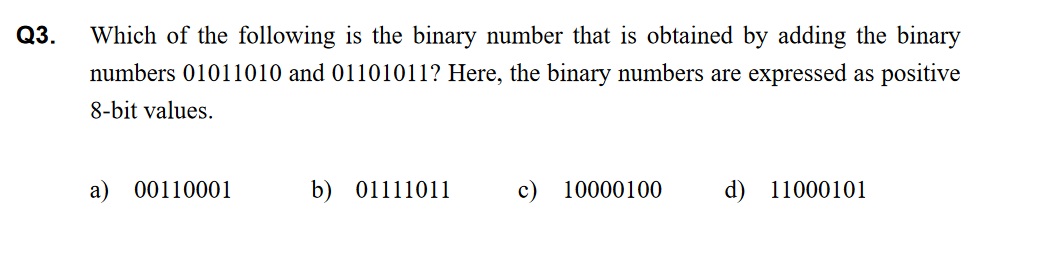 Q3. Which of the following is the binary number that is obtained by adding the binary
numbers 01011010 and 01101011? Here, the binary numbers are expressed as positive
8-bit values.
a) 00110001 b) 01111011 c) 10000100 d) 11000101